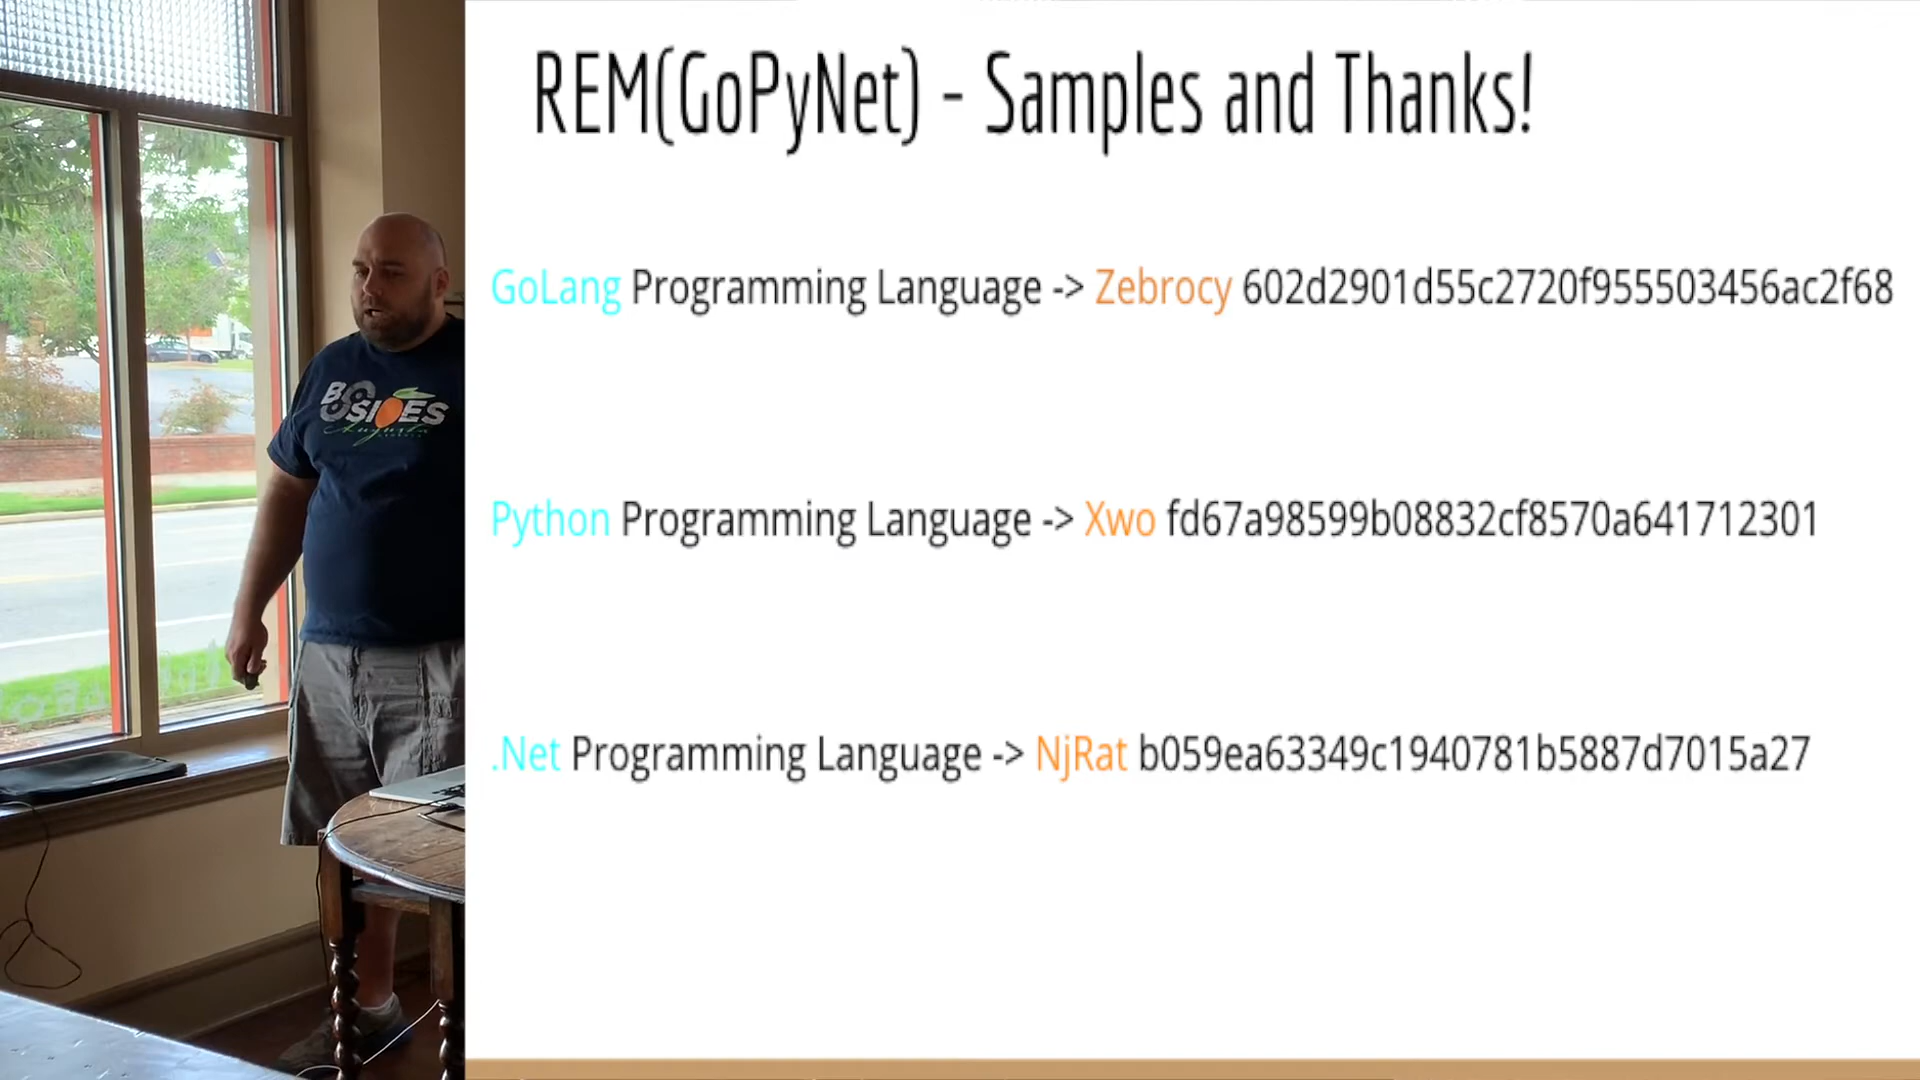 REM(GoPyNet) - Samples and Thanks!
GoLang Programming Language -> Zebrocy 602d2901d55c2720f955503456ac2f68
Python Programming Language -> Xwo fd67a98599b08832cf8570a641712301
.Net Programming Language -> NjRat b059ea63349c1940781b5887d7015a27
BSIDES
Augusta